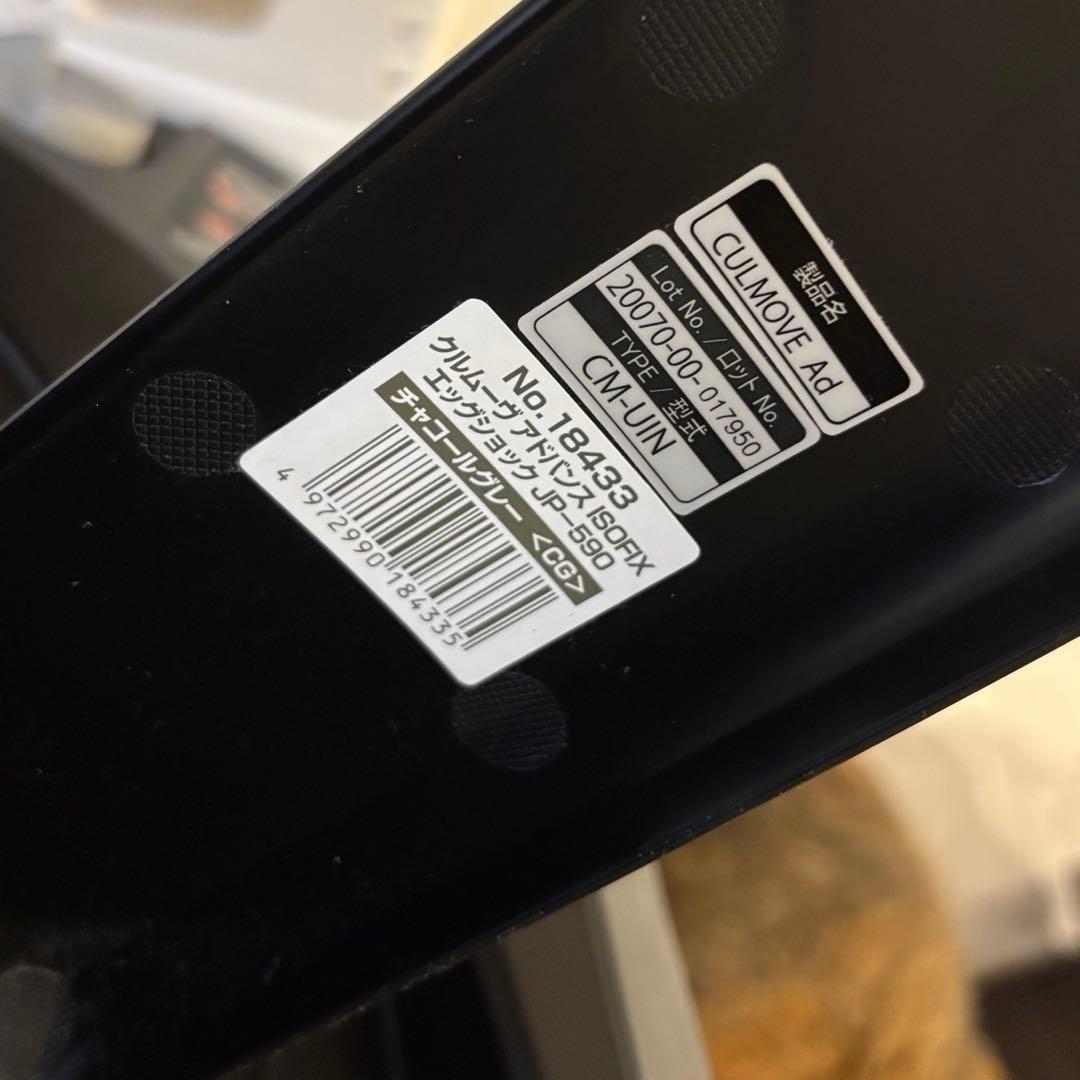 製品名
CULMOVE Ad
Lot No. / ロット No.
20070-00-017950
TYPE / 型式
CM-UIN
No.18433
クルムーヴ アドバンス ISOFIX
エッグショック JP-590
チャコールグレー <CG>
4 972990 184335